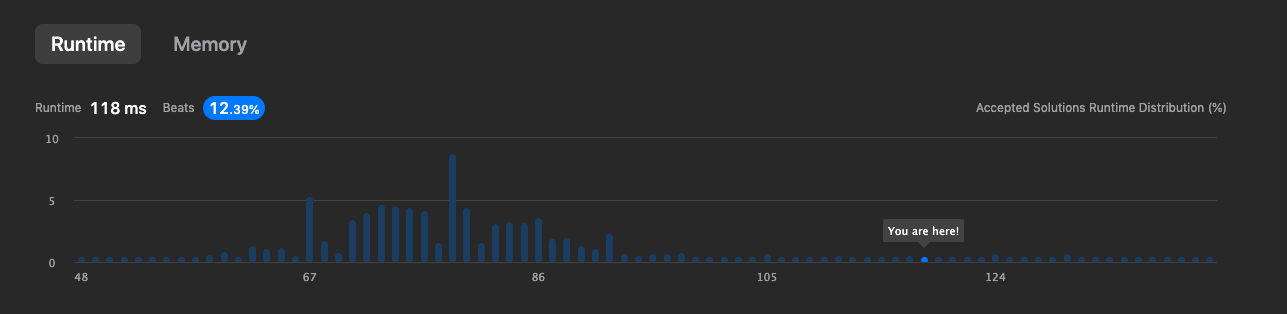 Runtime Memory
Runtime 118 ms Beats 12.39% Accepted Solutions Runtime Distribution (%)
10
5
You are here!
0
48 67 86 105 124